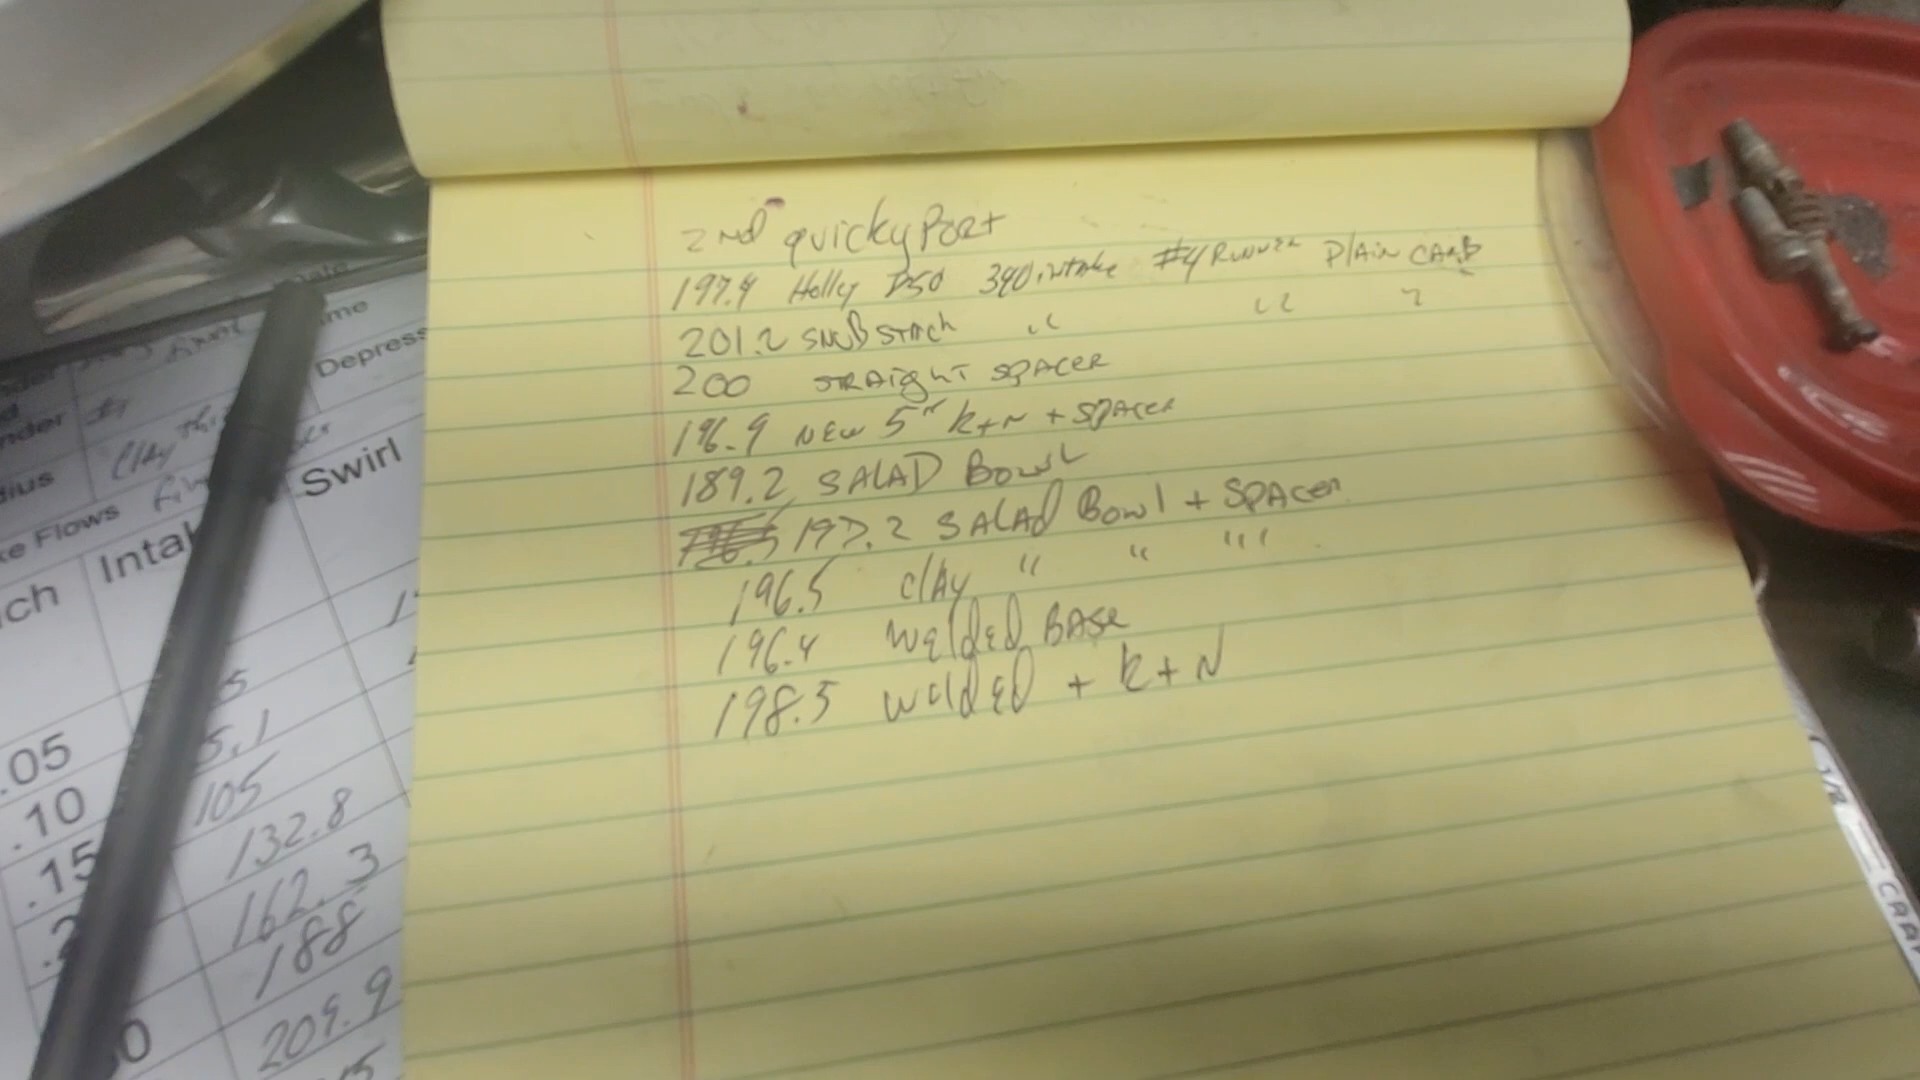 2nd quicky Port
197.4 Holly 750 340 intake #4 Runner Plain CARB
201.2 SNUB STACK " " "
200 STRAIGHT SPACER
196.9 NEW 5" K+N + SPACER
189.2 SALAD Bowl
197.2 SALAd Bowl + SPACER
196.5 clAy " " "
196.4 welded BASE
198.5 welded + K+N
Depress
Swirl
ke Flows
Intak
.05
.10
105
.15
132.8
162.3
188
209.9